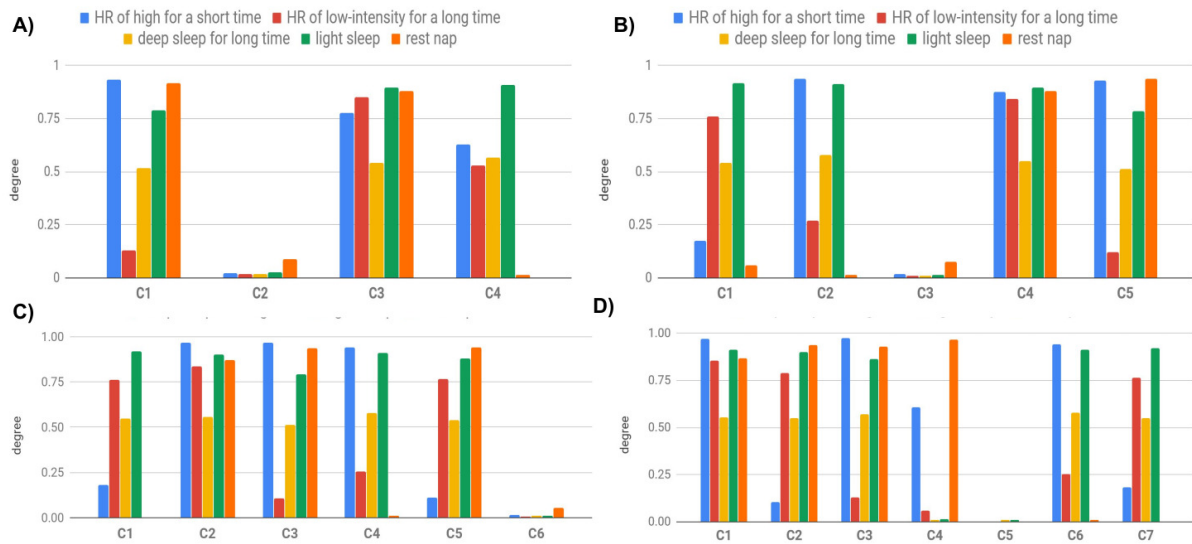 A)
HR of high for a short time HR of low-intensity for a long time
deep sleep for long time light sleep rest nap
1
0.75
0.5
0.25
0
degree
C1 C2 C3 C4
B)
HR of high for a short time HR of low-intensity for a long time
deep sleep for long time light sleep rest nap
1
0.75
0.5
0.25
0
degree
C1 C2 C3 C4 C5
C)
1.00
0.75
0.50
0.25
0.00
degree
C1 C2 C3 C4 C5 C6
D)
1.00
0.75
0.50
0.25
0.00
degree
C1 C2 C3 C4 C5 C6 C7